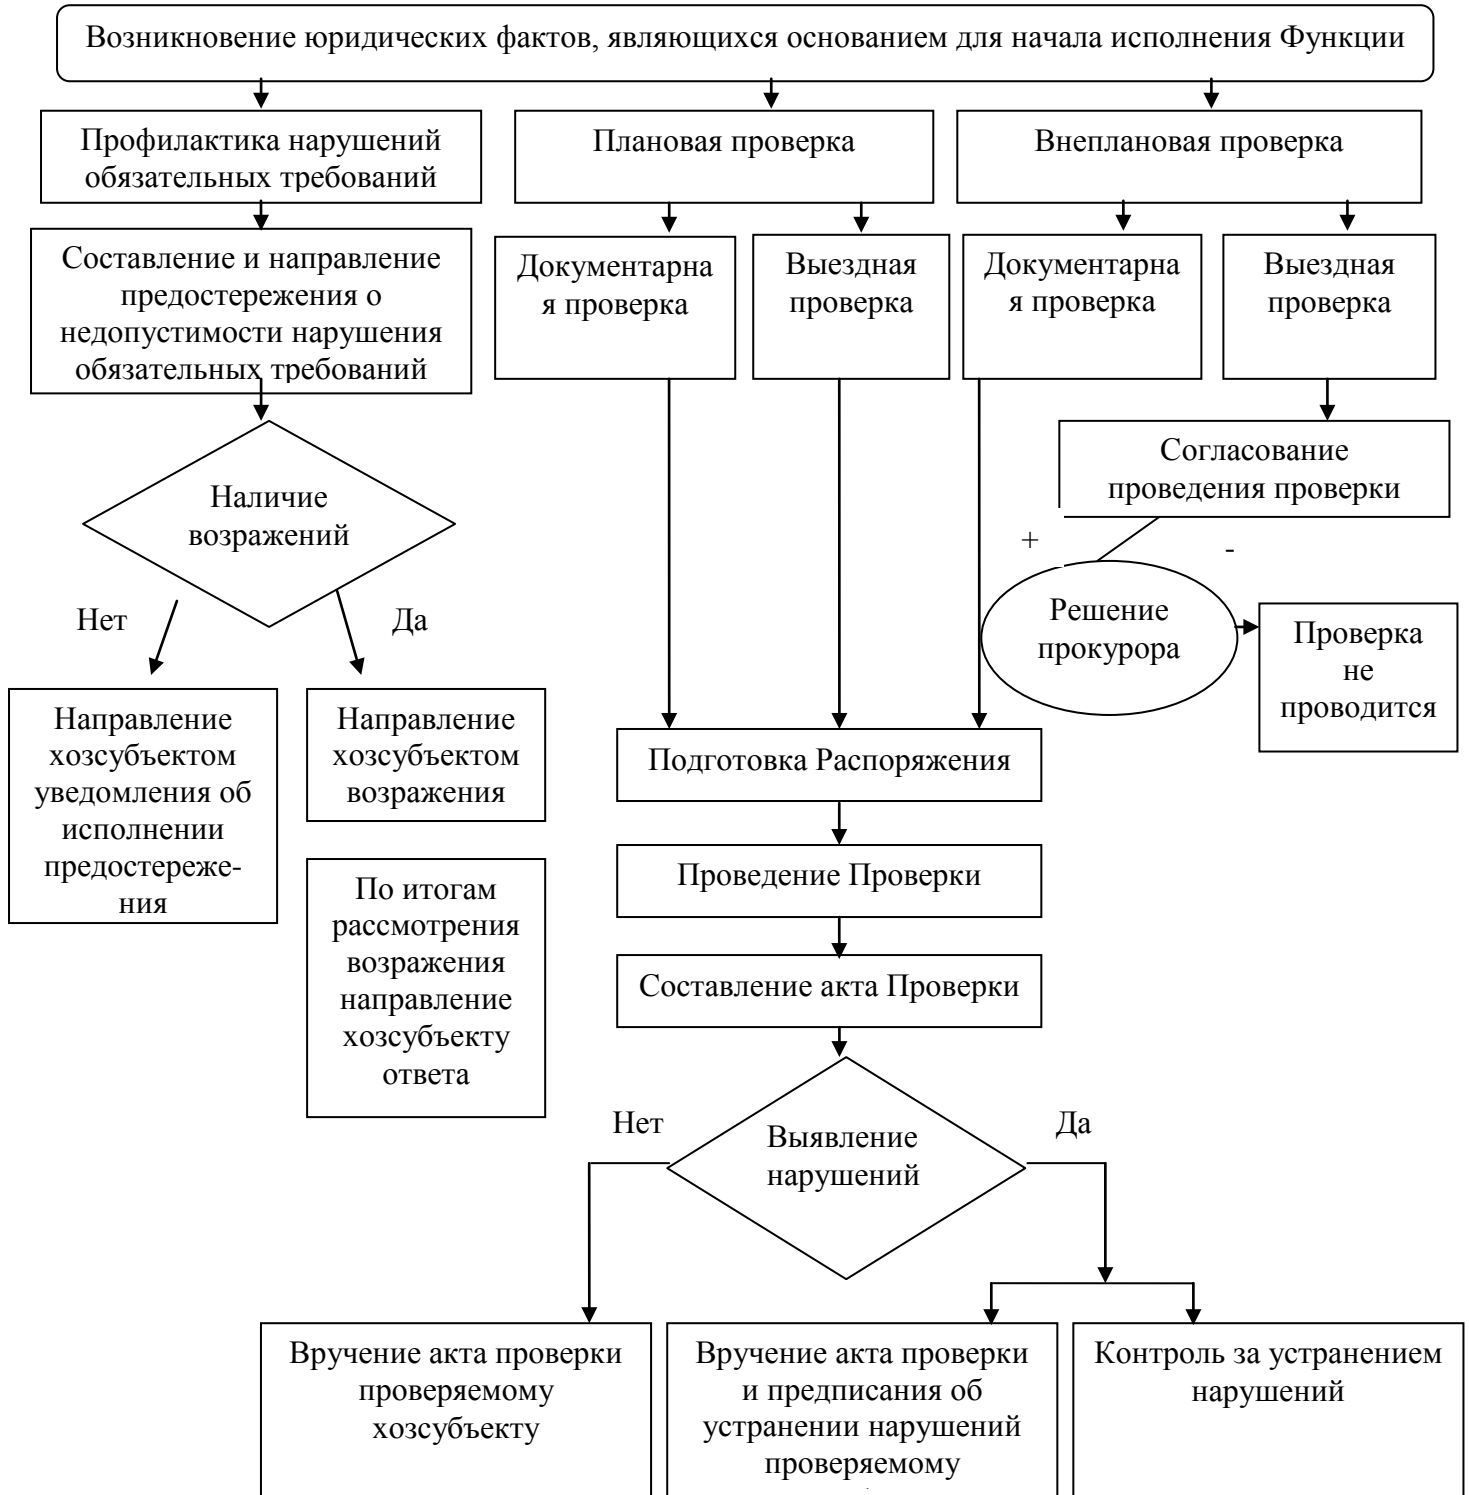 Возникновение юридических фактов, являющихся основанием для начала исполнения Функции
Профилактика нарушений
обязательных требований
Плановая проверка
Внеплановая проверка
Составление и направление
предостережения о
недопустимости нарушения
обязательных требований
Документарна
я проверка
Выездная
проверка
Документарна
я проверка
Выездная
проверка
Согласование
проведения проверки
Наличие
возражений
+
-
Нет
Да
Решение
прокурора
Проверка
не
проводится
Направление
хозсубъектом
уведомления об
исполнении
предостереже-
ния
Направление
хозсубъектом
возражения
Подготовка Распоряжения
По итогам
рассмотрения
возражения
направление
хозсубъекту
ответа
Проведение Проверки
Составление акта Проверки
Нет
Да
Выявление
нарушений
Вручение акта проверки
проверяемому
хозсубъекту
Вручение акта проверки
и предписания об
устранении нарушений
проверяемому
Контроль за устранением
нарушений